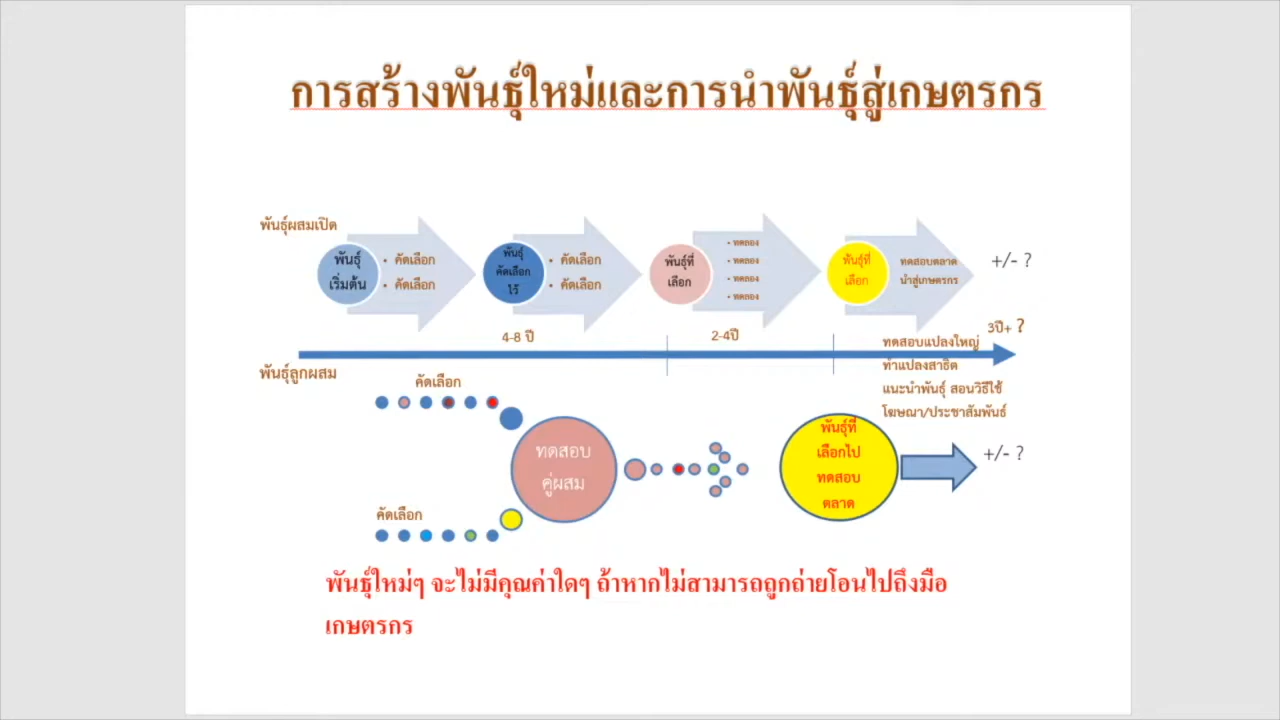 การสร้างพันธุ์ใหม่และการนำพันธุ์สู่เกษตรกร
พันธุ์ผสมเปิด
พันธุ์
เริ่มต้น
• คัดเลือก
• คัดเลือก
พันธุ์
คัดเลือก
ไว้
• คัดเลือก
• คัดเลือก
พันธุ์ที่
เลือก
• ทดลอง
• ทดลอง
• ทดลอง
• ทดลอง
พันธุ์ที่
เลือก
ทดสอบตลาด
นำสู่เกษตรกร
+/- ?
4-8 ปี
2-4ปี
3ปี+ ?
ทดสอบแปลงใหญ่
ทำแปลงสาธิต
แนะนำพันธุ์ สอนวิธีใช้
โฆษณา/ประชาสัมพันธ์
พันธุ์ลูกผสม
คัดเลือก
ทดสอบ
คู่ผสม
คัดเลือก
พันธุ์ที่
เลือกไป
ทดสอบ
ตลาด
+/- ?
พันธุ์ใหม่ๆ จะไม่มีคุณค่าใดๆ ถ้าหากไม่สามารถถูกถ่ายโอนไปถึงมือ
เกษตรกร